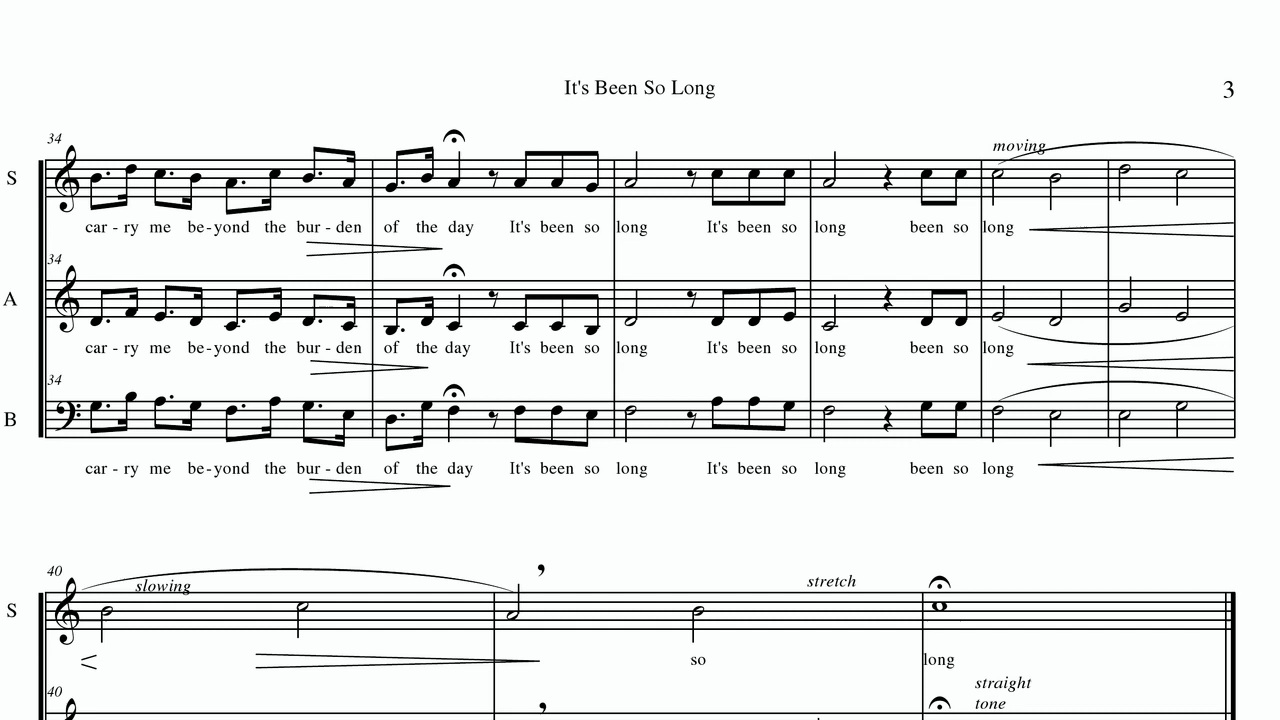 It's Been So Long
3
34
moving
S
car - ry me be - yond the bur - den of the day It's been so long It's been so long been so long
34
A
car - ry me be - yond the bur - den of the day It's been so long It's been so long been so long
34
B
car - ry me be - yond the bur - den of the day It's been so long It's been so long been so long
40
slowing
stretch
S
so long
40
straight
tone